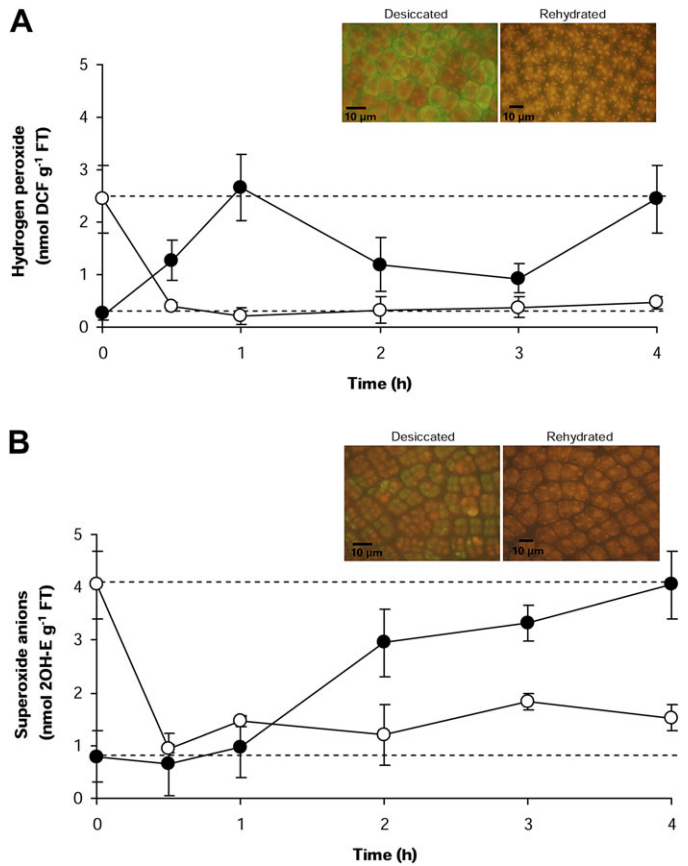 A
Desiccated Rehydrated
10 µm 10 µm
Hydrogen peroxide
(nmol DCF g⁻¹ FT)
5
4
3
2
1
0
0 1 2 3 4
Time (h)
B
Desiccated Rehydrated
10 µm 10 µm
Superoxide anions
(nmol 2OH-E g⁻¹ FT)
5
4
3
2
1
0
0 1 2 3 4
Time (h)